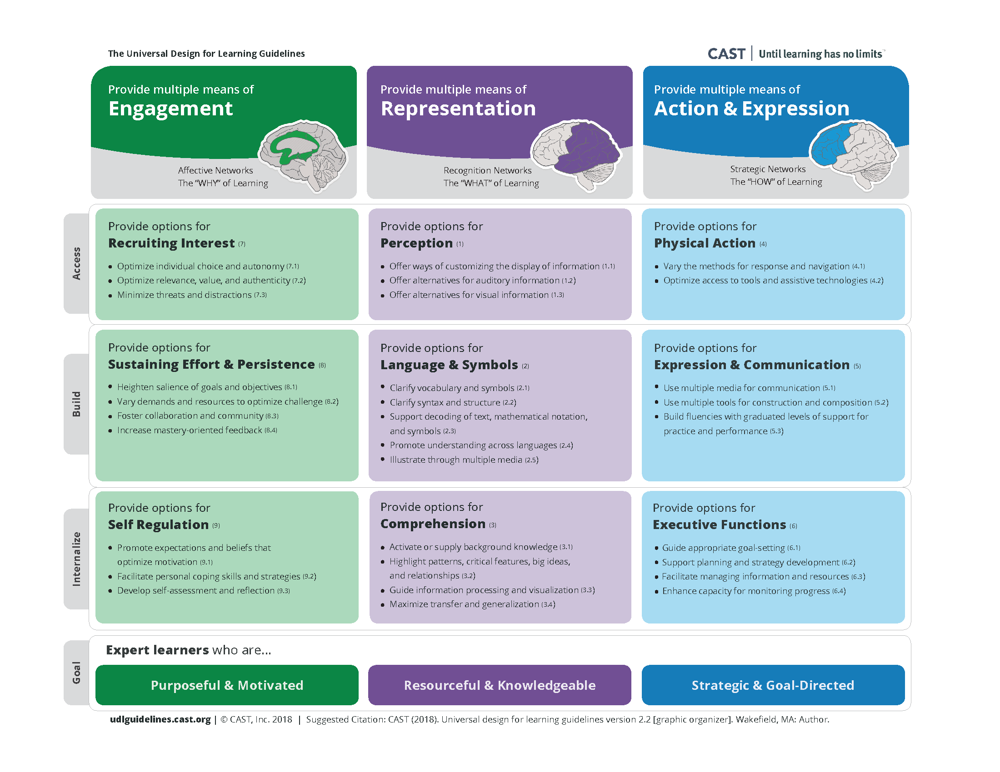 The Universal Design for Learning Guidelines
CAST | Until learning has no limits™
Provide multiple means of
Engagement
Affective Networks
The “WHY” of Learning
Provide multiple means of
Representation
Recognition Networks
The “WHAT” of Learning
Provide multiple means of
Action & Expression
Strategic Networks
The “HOW” of Learning
Access
Provide options for
Recruiting Interest (7)
• Optimize individual choice and autonomy (7.1)
• Optimize relevance, value, and authenticity (7.2)
• Minimize threats and distractions (7.3)
Provide options for
Perception (1)
• Offer ways of customizing the display of information (1.1)
• Offer alternatives for auditory information (1.2)
• Offer alternatives for visual information (1.3)
Provide options for
Physical Action (4)
• Vary the methods for response and navigation (4.1)
• Optimize access to tools and assistive technologies (4.2)
Build
Provide options for
Sustaining Effort & Persistence (8)
• Heighten salience of goals and objectives (8.1)
• Vary demands and resources to optimize challenge (8.2)
• Foster collaboration and community (8.3)
• Increase mastery-oriented feedback (8.4)
Provide options for
Language & Symbols (2)
• Clarify vocabulary and symbols (2.1)
• Clarify syntax and structure (2.2)
• Support decoding of text, mathematical notation,
and symbols (2.3)
• Promote understanding across languages (2.4)
• Illustrate through multiple media (2.5)
Provide options for
Expression & Communication (5)
• Use multiple media for communication (5.1)
• Use multiple tools for construction and composition (5.2)
• Build fluencies with graduated levels of support for
practice and performance (5.3)
Internalize
Provide options for
Self Regulation (9)
• Promote expectations and beliefs that
optimize motivation (9.1)
• Facilitate personal coping skills and strategies (9.2)
• Develop self-assessment and reflection (9.3)
Provide options for
Comprehension (3)
• Activate or supply background knowledge (3.1)
• Highlight patterns, critical features, big ideas,
and relationships (3.2)
• Guide information processing and visualization (3.3)
• Maximize transfer and generalization (3.4)
Provide options for
Executive Functions (6)
• Guide appropriate goal-setting (6.1)
• Support planning and strategy development (6.2)
• Facilitate managing information and resources (6.3)
• Enhance capacity for monitoring progress (6.4)
Goal
Expert learners who are...
Purposeful & Motivated
Resourceful & Knowledgeable
Strategic & Goal-Directed
udlguidelines.cast.org | © CAST, Inc. 2018 | Suggested Citation: CAST (2018). Universal design for learning guidelines version 2.2 [graphic organizer]. Wakefield, MA: Author.